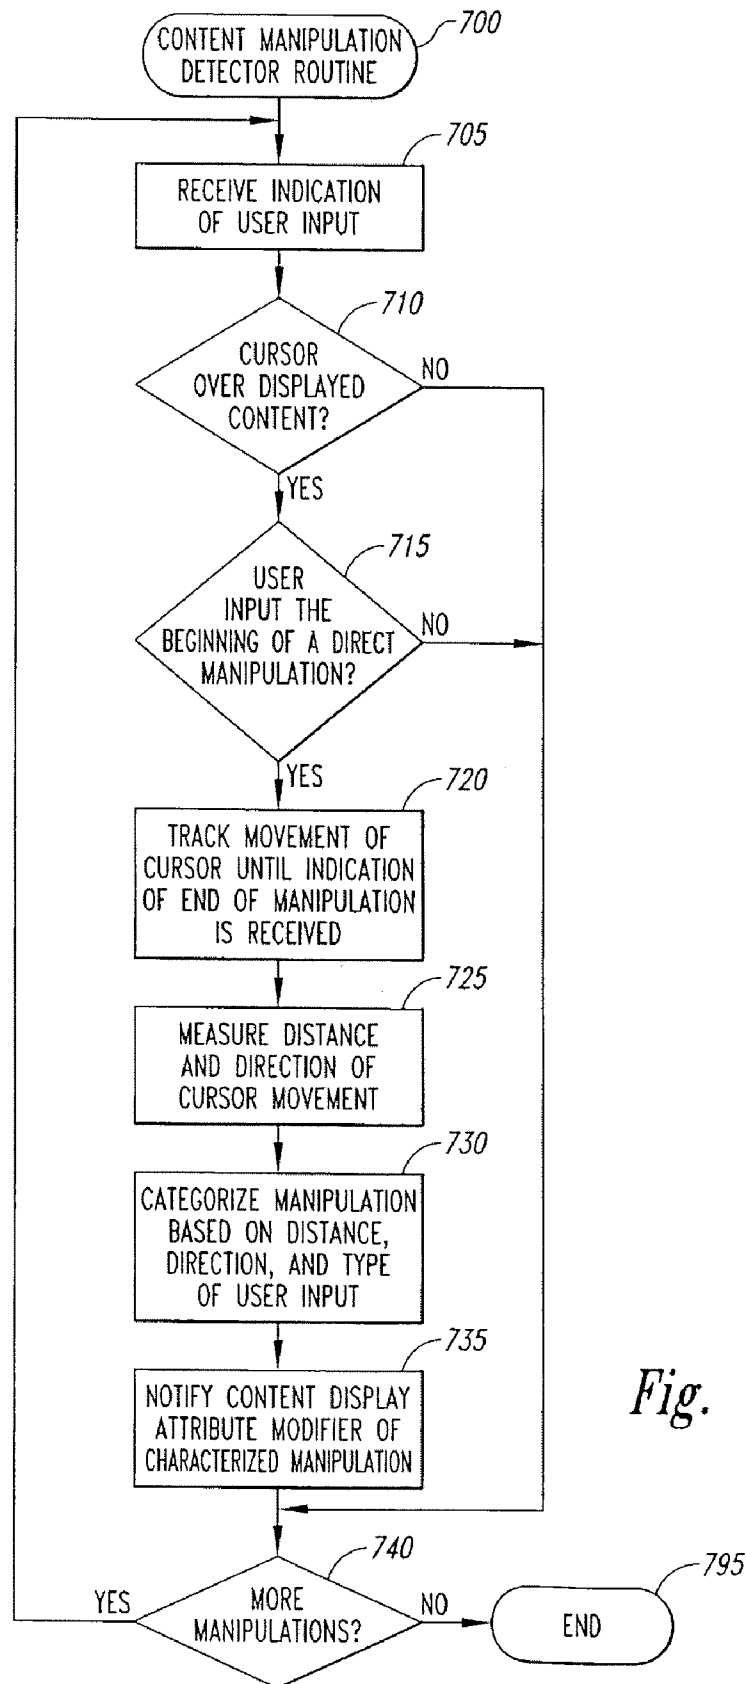 CONTENT MANIPULATION
DETECTOR ROUTINE
700
705
RECEIVE INDICATION
OF USER INPUT
710
CURSOR
OVER DISPLAYED
CONTENT?
NO
YES
715
USER
INPUT THE
BEGINNING OF A DIRECT
MANIPULATION?
NO
YES
720
TRACK MOVEMENT OF
CURSOR UNTIL INDICATION
OF END OF MANIPULATION
IS RECEIVED
725
MEASURE DISTANCE
AND DIRECTION OF
CURSOR MOVEMENT
730
CATEGORIZE MANIPULATION
BASED ON DISTANCE,
DIRECTION, AND TYPE
OF USER INPUT
735
NOTIFY CONTENT DISPLAY
ATTRIBUTE MODIFIER OF
CHARACTERIZED MANIPULATION
Fig.
740
MORE
MANIPULATIONS?
YES
NO
795
END